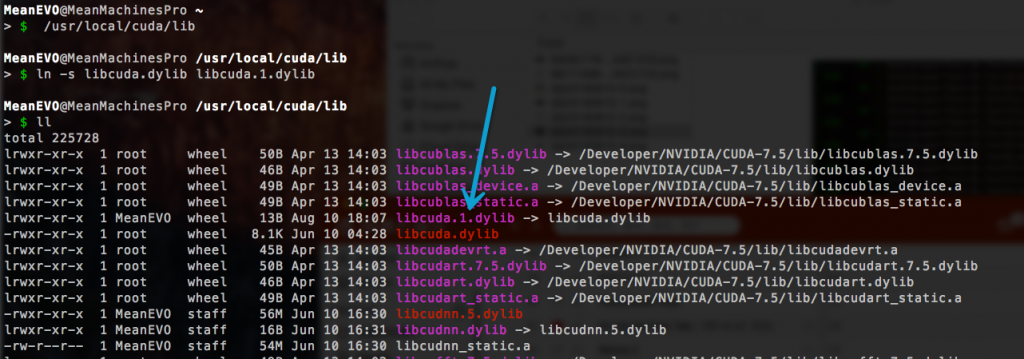 MeanEVO@MeanMachinesPro ~
> $  /usr/local/cuda/lib
MeanEVO@MeanMachinesPro /usr/local/cuda/lib
> $ ln -s libcuda.dylib libcuda.1.dylib
MeanEVO@MeanMachinesPro /usr/local/cuda/lib
> $ ll
total 225728
lrwxr-xr-x 1 root wheel 50B Apr 13 14:03 libcublas.7.5.dylib -> /Developer/NVIDIA/CUDA-7.5/lib/libcublas.7.5.dylib
lrwxr-xr-x 1 root wheel 46B Apr 13 14:03 libcublas.dylib -> /Developer/NVIDIA/CUDA-7.5/lib/libcublas.dylib
lrwxr-xr-x 1 root wheel 49B Apr 13 14:03 libcublas_device.a -> /Developer/NVIDIA/CUDA-7.5/lib/libcublas_device.a
lrwxr-xr-x 1 root wheel 49B Apr 13 14:03 libcublas_static.a -> /Developer/NVIDIA/CUDA-7.5/lib/libcublas_static.a
lrwxr-xr-x 1 MeanEVO wheel 13B Aug 10 18:07 libcuda.1.dylib -> libcuda.dylib
-rwxr-xr-x 1 root wheel 8.1K Jun 10 04:28 libcuda.dylib
lrwxr-xr-x 1 root wheel 45B Apr 13 14:03 libcudadevrt.a -> /Developer/NVIDIA/CUDA-7.5/lib/libcudadevrt.a
lrwxr-xr-x 1 root wheel 50B Apr 13 14:03 libcudart.7.5.dylib -> /Developer/NVIDIA/CUDA-7.5/lib/libcudart.7.5.dylib
lrwxr-xr-x 1 root wheel 46B Apr 13 14:03 libcudart.dylib -> /Developer/NVIDIA/CUDA-7.5/lib/libcudart.dylib
lrwxr-xr-x 1 root wheel 49B Apr 13 14:03 libcudart_static.a -> /Developer/NVIDIA/CUDA-7.5/lib/libcudart_static.a
-rwxr-xr-x 1 MeanEVO staff 56M Jun 10 16:30 libcudnn.5.dylib
lrwxr-xr-x 1 MeanEVO staff 16B Jun 10 16:31 libcudnn.dylib -> libcudnn.5.dylib
-rw-r--r-- 1 MeanEVO staff 54M Jun 10 16:30 libcudnn_static.a